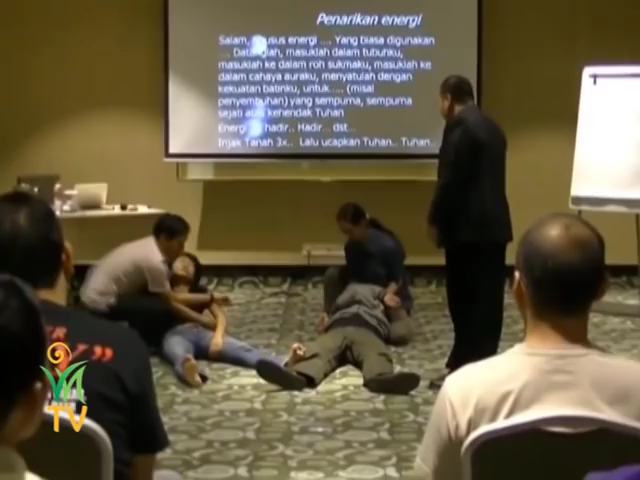 Penarikan energi
Salam, khusus energi .... Yang biasa digunakan
.... Datanglah, masuklah dalam tubuhku,
masuklah ke dalam roh sukmaku, masuklah ke
dalam cahaya auraku, menyatulah dengan
kekuatan batinku, untuk..... (misal
penyembuhan) yang sempurna, sempurna
sejati atas kehendak Tuhan
Energi hadir.. Hadir... dst...
Injak Tanah 3x.. Lalu ucapkan Tuhan.. Tuhan..
TV